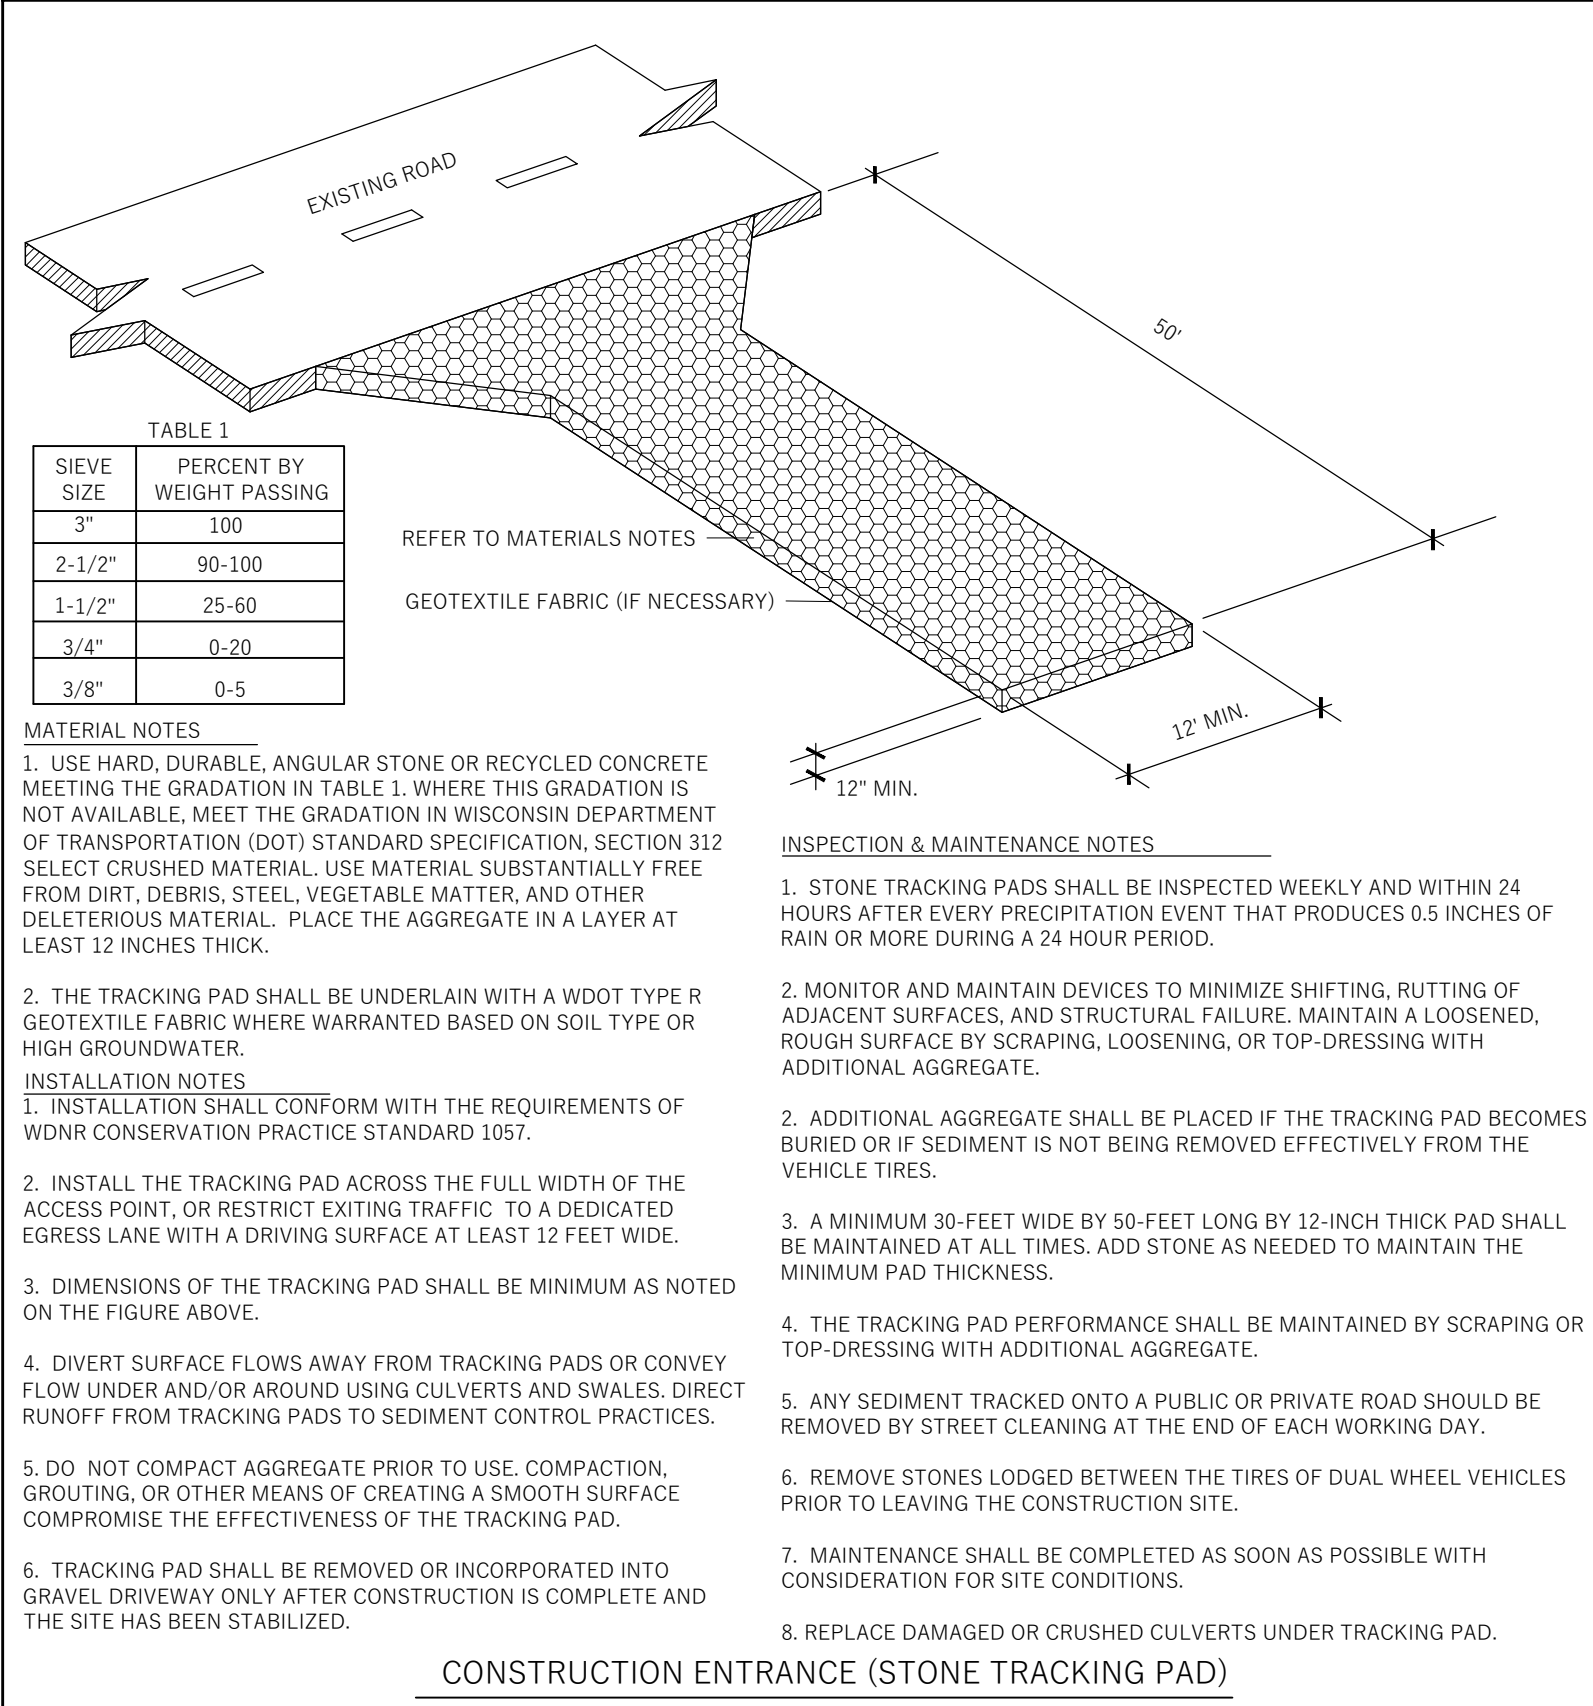 EXISTING ROAD
50'
TABLE 1
SIEVE SIZE PERCENT BY WEIGHT PASSING
3" 100
2-1/2" 90-100
1-1/2" 25-60
3/4" 0-20
3/8" 0-5
REFER TO MATERIALS NOTES
GEOTEXTILE FABRIC (IF NECESSARY)
12' MIN.
12" MIN.
MATERIAL NOTES
1. USE HARD, DURABLE, ANGULAR STONE OR RECYCLED CONCRETE
MEETING THE GRADATION IN TABLE 1. WHERE THIS GRADATION IS
NOT AVAILABLE, MEET THE GRADATION IN WISCONSIN DEPARTMENT
OF TRANSPORTATION (DOT) STANDARD SPECIFICATION, SECTION 312
SELECT CRUSHED MATERIAL. USE MATERIAL SUBSTANTIALLY FREE
FROM DIRT, DEBRIS, STEEL, VEGETABLE MATTER, AND OTHER
DELETERIOUS MATERIAL. PLACE THE AGGREGATE IN A LAYER AT
LEAST 12 INCHES THICK.
2. THE TRACKING PAD SHALL BE UNDERLAIN WITH A WDOT TYPE R
GEOTEXTILE FABRIC WHERE WARRANTED BASED ON SOIL TYPE OR
HIGH GROUNDWATER.
INSTALLATION NOTES
1. INSTALLATION SHALL CONFORM WITH THE REQUIREMENTS OF
WDNR CONSERVATION PRACTICE STANDARD 1057.
2. INSTALL THE TRACKING PAD ACROSS THE FULL WIDTH OF THE
ACCESS POINT, OR RESTRICT EXITING TRAFFIC TO A DEDICATED
EGRESS LANE WITH A DRIVING SURFACE AT LEAST 12 FEET WIDE.
3. DIMENSIONS OF THE TRACKING PAD SHALL BE MINIMUM AS NOTED
ON THE FIGURE ABOVE.
4. DIVERT SURFACE FLOWS AWAY FROM TRACKING PADS OR CONVEY
FLOW UNDER AND/OR AROUND USING CULVERTS AND SWALES. DIRECT
RUNOFF FROM TRACKING PADS TO SEDIMENT CONTROL PRACTICES.
5. DO NOT COMPACT AGGREGATE PRIOR TO USE. COMPACTION,
GROUTING, OR OTHER MEANS OF CREATING A SMOOTH SURFACE
COMPROMISE THE EFFECTIVENESS OF THE TRACKING PAD.
6. TRACKING PAD SHALL BE REMOVED OR INCORPORATED INTO
GRAVEL DRIVEWAY ONLY AFTER CONSTRUCTION IS COMPLETE AND
THE SITE HAS BEEN STABILIZED.
INSPECTION & MAINTENANCE NOTES
1. STONE TRACKING PADS SHALL BE INSPECTED WEEKLY AND WITHIN 24
HOURS AFTER EVERY PRECIPITATION EVENT THAT PRODUCES 0.5 INCHES OF
RAIN OR MORE DURING A 24 HOUR PERIOD.
2. MONITOR AND MAINTAIN DEVICES TO MINIMIZE SHIFTING, RUTTING OF
ADJACENT SURFACES, AND STRUCTURAL FAILURE. MAINTAIN A LOOSENED,
ROUGH SURFACE BY SCRAPING, LOOSENING, OR TOP-DRESSING WITH
ADDITIONAL AGGREGATE.
2. ADDITIONAL AGGREGATE SHALL BE PLACED IF THE TRACKING PAD BECOMES
BURIED OR IF SEDIMENT IS NOT BEING REMOVED EFFECTIVELY FROM THE
VEHICLE TIRES.
3. A MINIMUM 30-FEET WIDE BY 50-FEET LONG BY 12-INCH THICK PAD SHALL
BE MAINTAINED AT ALL TIMES. ADD STONE AS NEEDED TO MAINTAIN THE
MINIMUM PAD THICKNESS.
4. THE TRACKING PAD PERFORMANCE SHALL BE MAINTAINED BY SCRAPING OR
TOP-DRESSING WITH ADDITIONAL AGGREGATE.
5. ANY SEDIMENT TRACKED ONTO A PUBLIC OR PRIVATE ROAD SHOULD BE
REMOVED BY STREET CLEANING AT THE END OF EACH WORKING DAY.
6. REMOVE STONES LODGED BETWEEN THE TIRES OF DUAL WHEEL VEHICLES
PRIOR TO LEAVING THE CONSTRUCTION SITE.
7. MAINTENANCE SHALL BE COMPLETED AS SOON AS POSSIBLE WITH
CONSIDERATION FOR SITE CONDITIONS.
8. REPLACE DAMAGED OR CRUSHED CULVERTS UNDER TRACKING PAD.
CONSTRUCTION ENTRANCE (STONE TRACKING PAD)